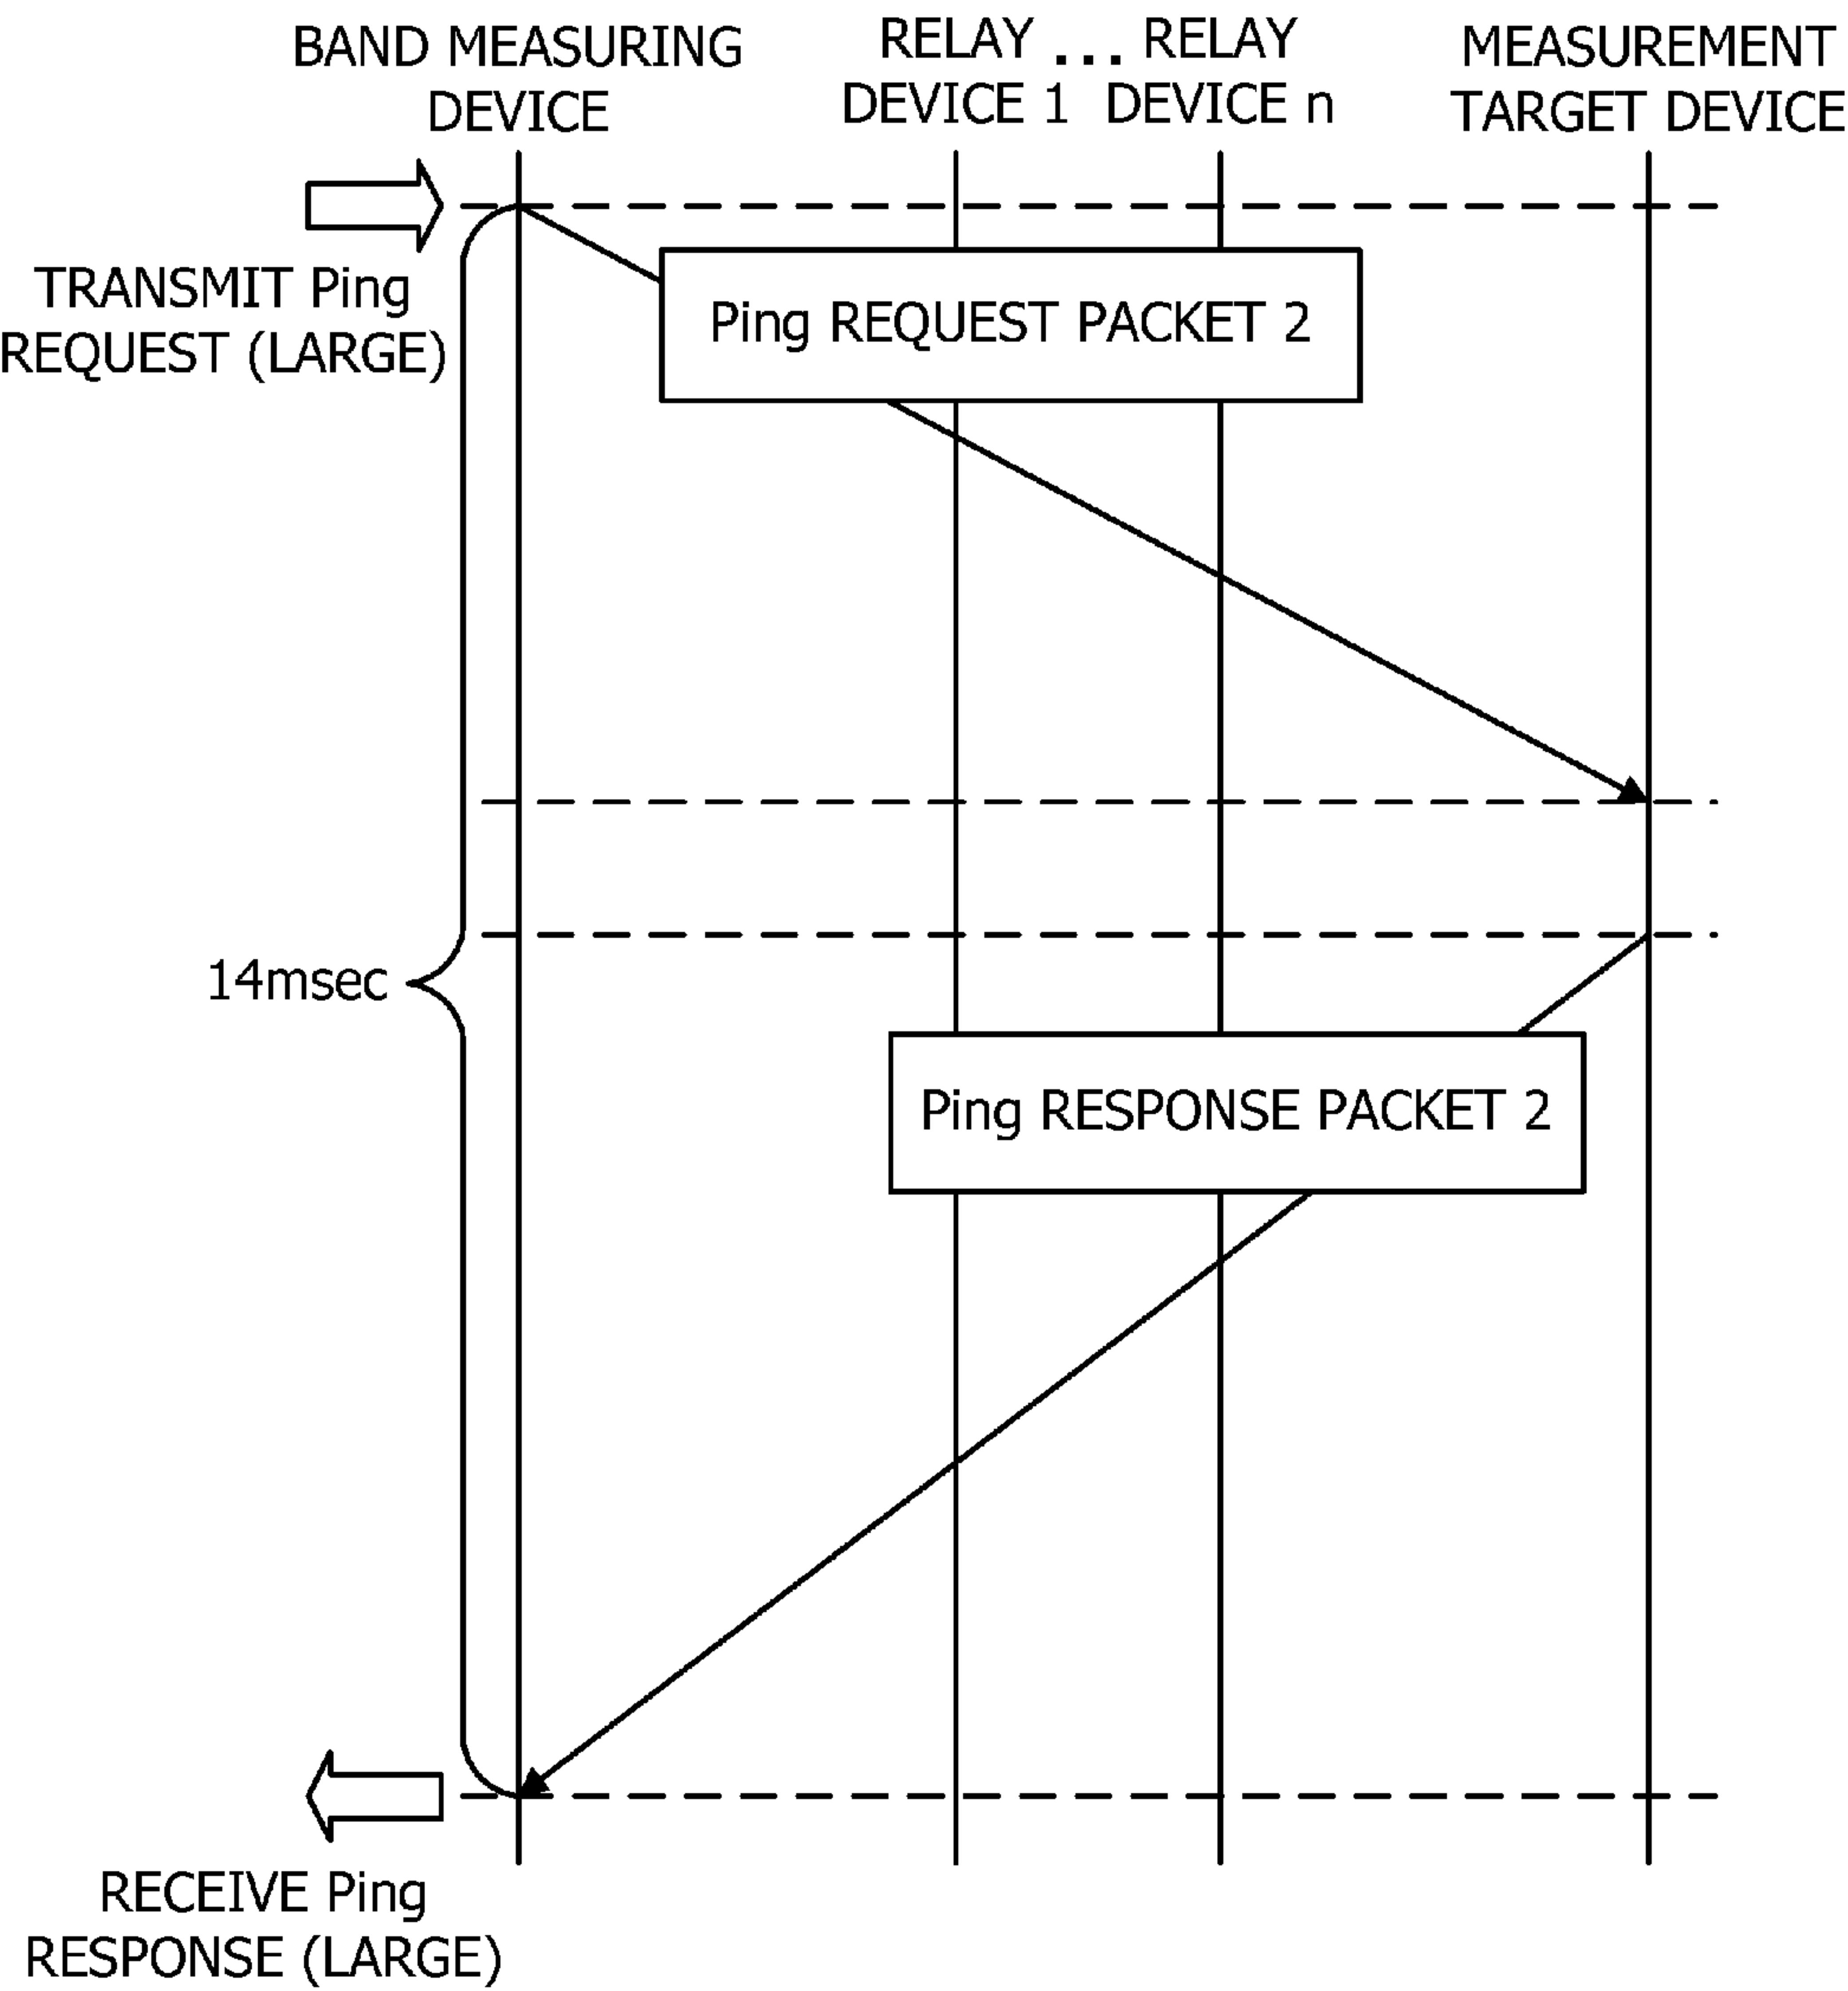 BAND MEASURING
DEVICE
RELAY ... RELAY
DEVICE 1 DEVICE n
MEASUREMENT
TARGET DEVICE
TRANSMIT Ping
REQUEST (LARGE)
Ping REQUEST PACKET 2
14msec
Ping RESPONSE PACKET 2
RECEIVE Ping
RESPONSE (LARGE)